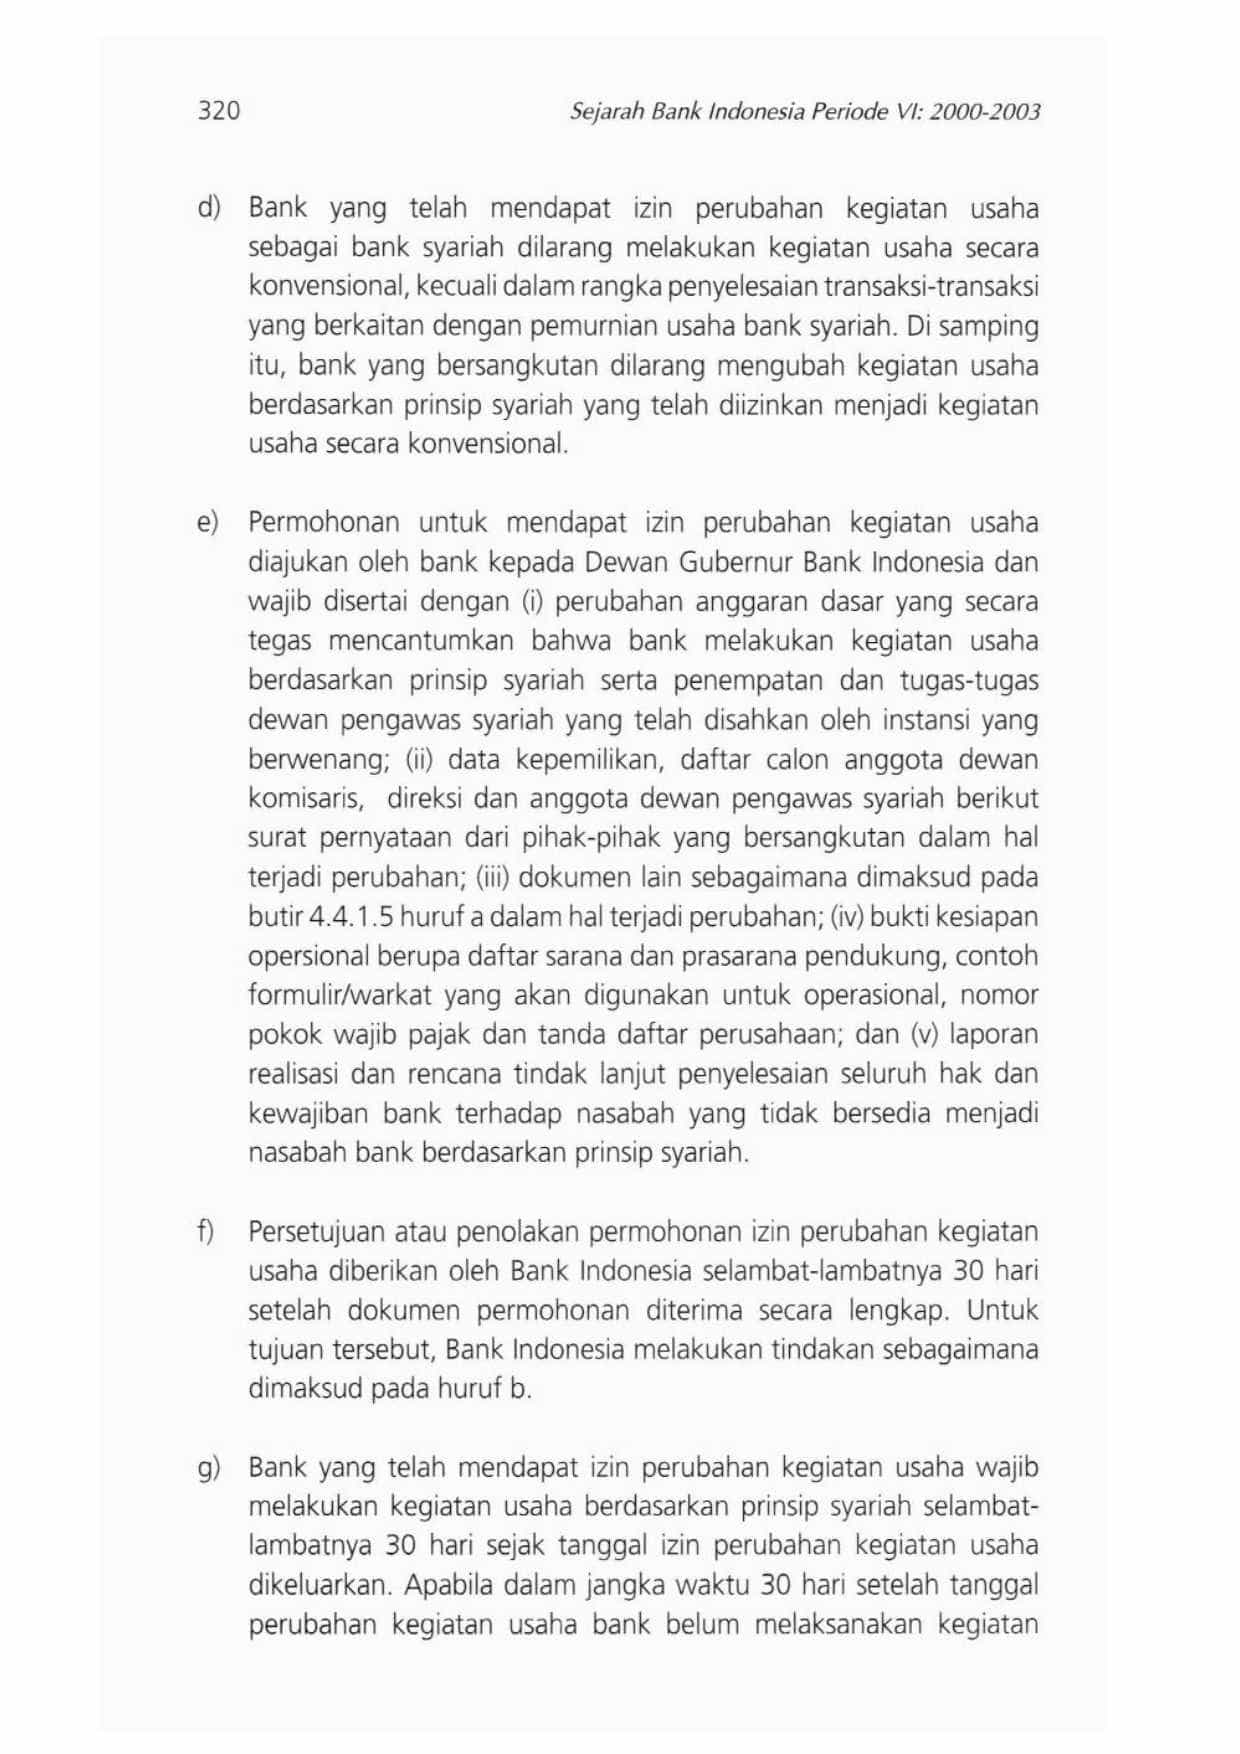 320
Sejarah Bank Indonesia Periode VI: 2000-2003
d) Bank yang telah mendapat izin perubahan kegiatan usaha
sebagai bank syariah dilarang melakukan kegiatan usaha secara
konvensional, kecuali dalam rangka penyelesaian transaksi-transaksi
yang berkaitan dengan pemurnian usaha bank syariah. Di samping
itu, bank yang bersangkutan dilarang mengubah kegiatan usaha
berdasarkan prinsip syariah yang telah diizinkan menjadi kegiatan
usaha secara konvensional.
e) Permohonan untuk mendapat izin perubahan kegiatan usaha
diajukan oleh bank kepada Dewan Gubernur Bank Indonesia dan
wajib disertai dengan (i) perubahan anggaran dasar yang secara
tegas mencantumkan bahwa bank melakukan kegiatan usaha
berdasarkan prinsip syariah serta penempatan dan tugas-tugas
dewan pengawas syariah yang telah disahkan oleh instansi yang
berwenang; (ii) data kepemilikan, daftar calon anggota dewan
komisaris, direksi dan anggota dewan pengawas syariah berikut
surat pernyataan dari pihak-pihak yang bersangkutan dalam hal
terjadi perubahan; (iii) dokumen lain sebagaimana dimaksud pada
butir 4.4.1.5 huruf a dalam hal terjadi perubahan; (iv) bukti kesiapan
opersional berupa daftar sarana dan prasarana pendukung, contoh
formulir/warkat yang akan digunakan untuk operasional, nomor
pokok wajib pajak dan tanda daftar perusahaan; dan (v) laporan
realisasi dan rencana tindak lanjut penyelesaian seluruh hak dan
kewajiban bank terhadap nasabah yang tidak bersedia menjadi
nasabah bank berdasarkan prinsip syariah.
f) Persetujuan atau penolakan permohonan izin perubahan kegiatan
usaha diberikan oleh Bank Indonesia selambat-lambatnya 30 hari
setelah dokumen permohonan diterima secara lengkap. Untuk
tujuan tersebut, Bank Indonesia melakukan tindakan sebagaimana
dimaksud pada huruf b.
g) Bank yang telah mendapat izin perubahan kegiatan usaha wajib
melakukan kegiatan usaha berdasarkan prinsip syariah selambat-
lambatnya 30 hari sejak tanggal izin perubahan kegiatan usaha
dikeluarkan. Apabila dalam jangka waktu 30 hari setelah tanggal
perubahan kegiatan usaha bank belum melaksanakan kegiatan